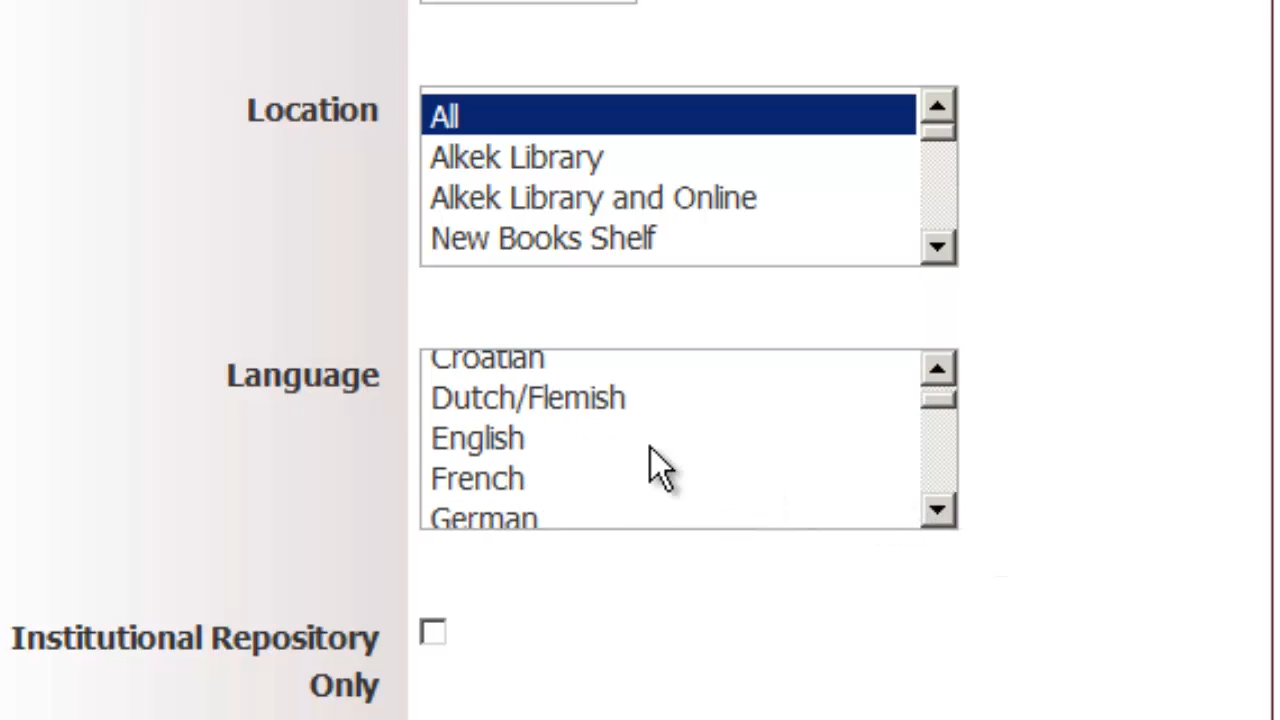 Location
All
Alkek Library
Alkek Library and Online
New Books Shelf
Language
Croatian
Dutch/Flemish
English
French
German
Institutional Repository
Only